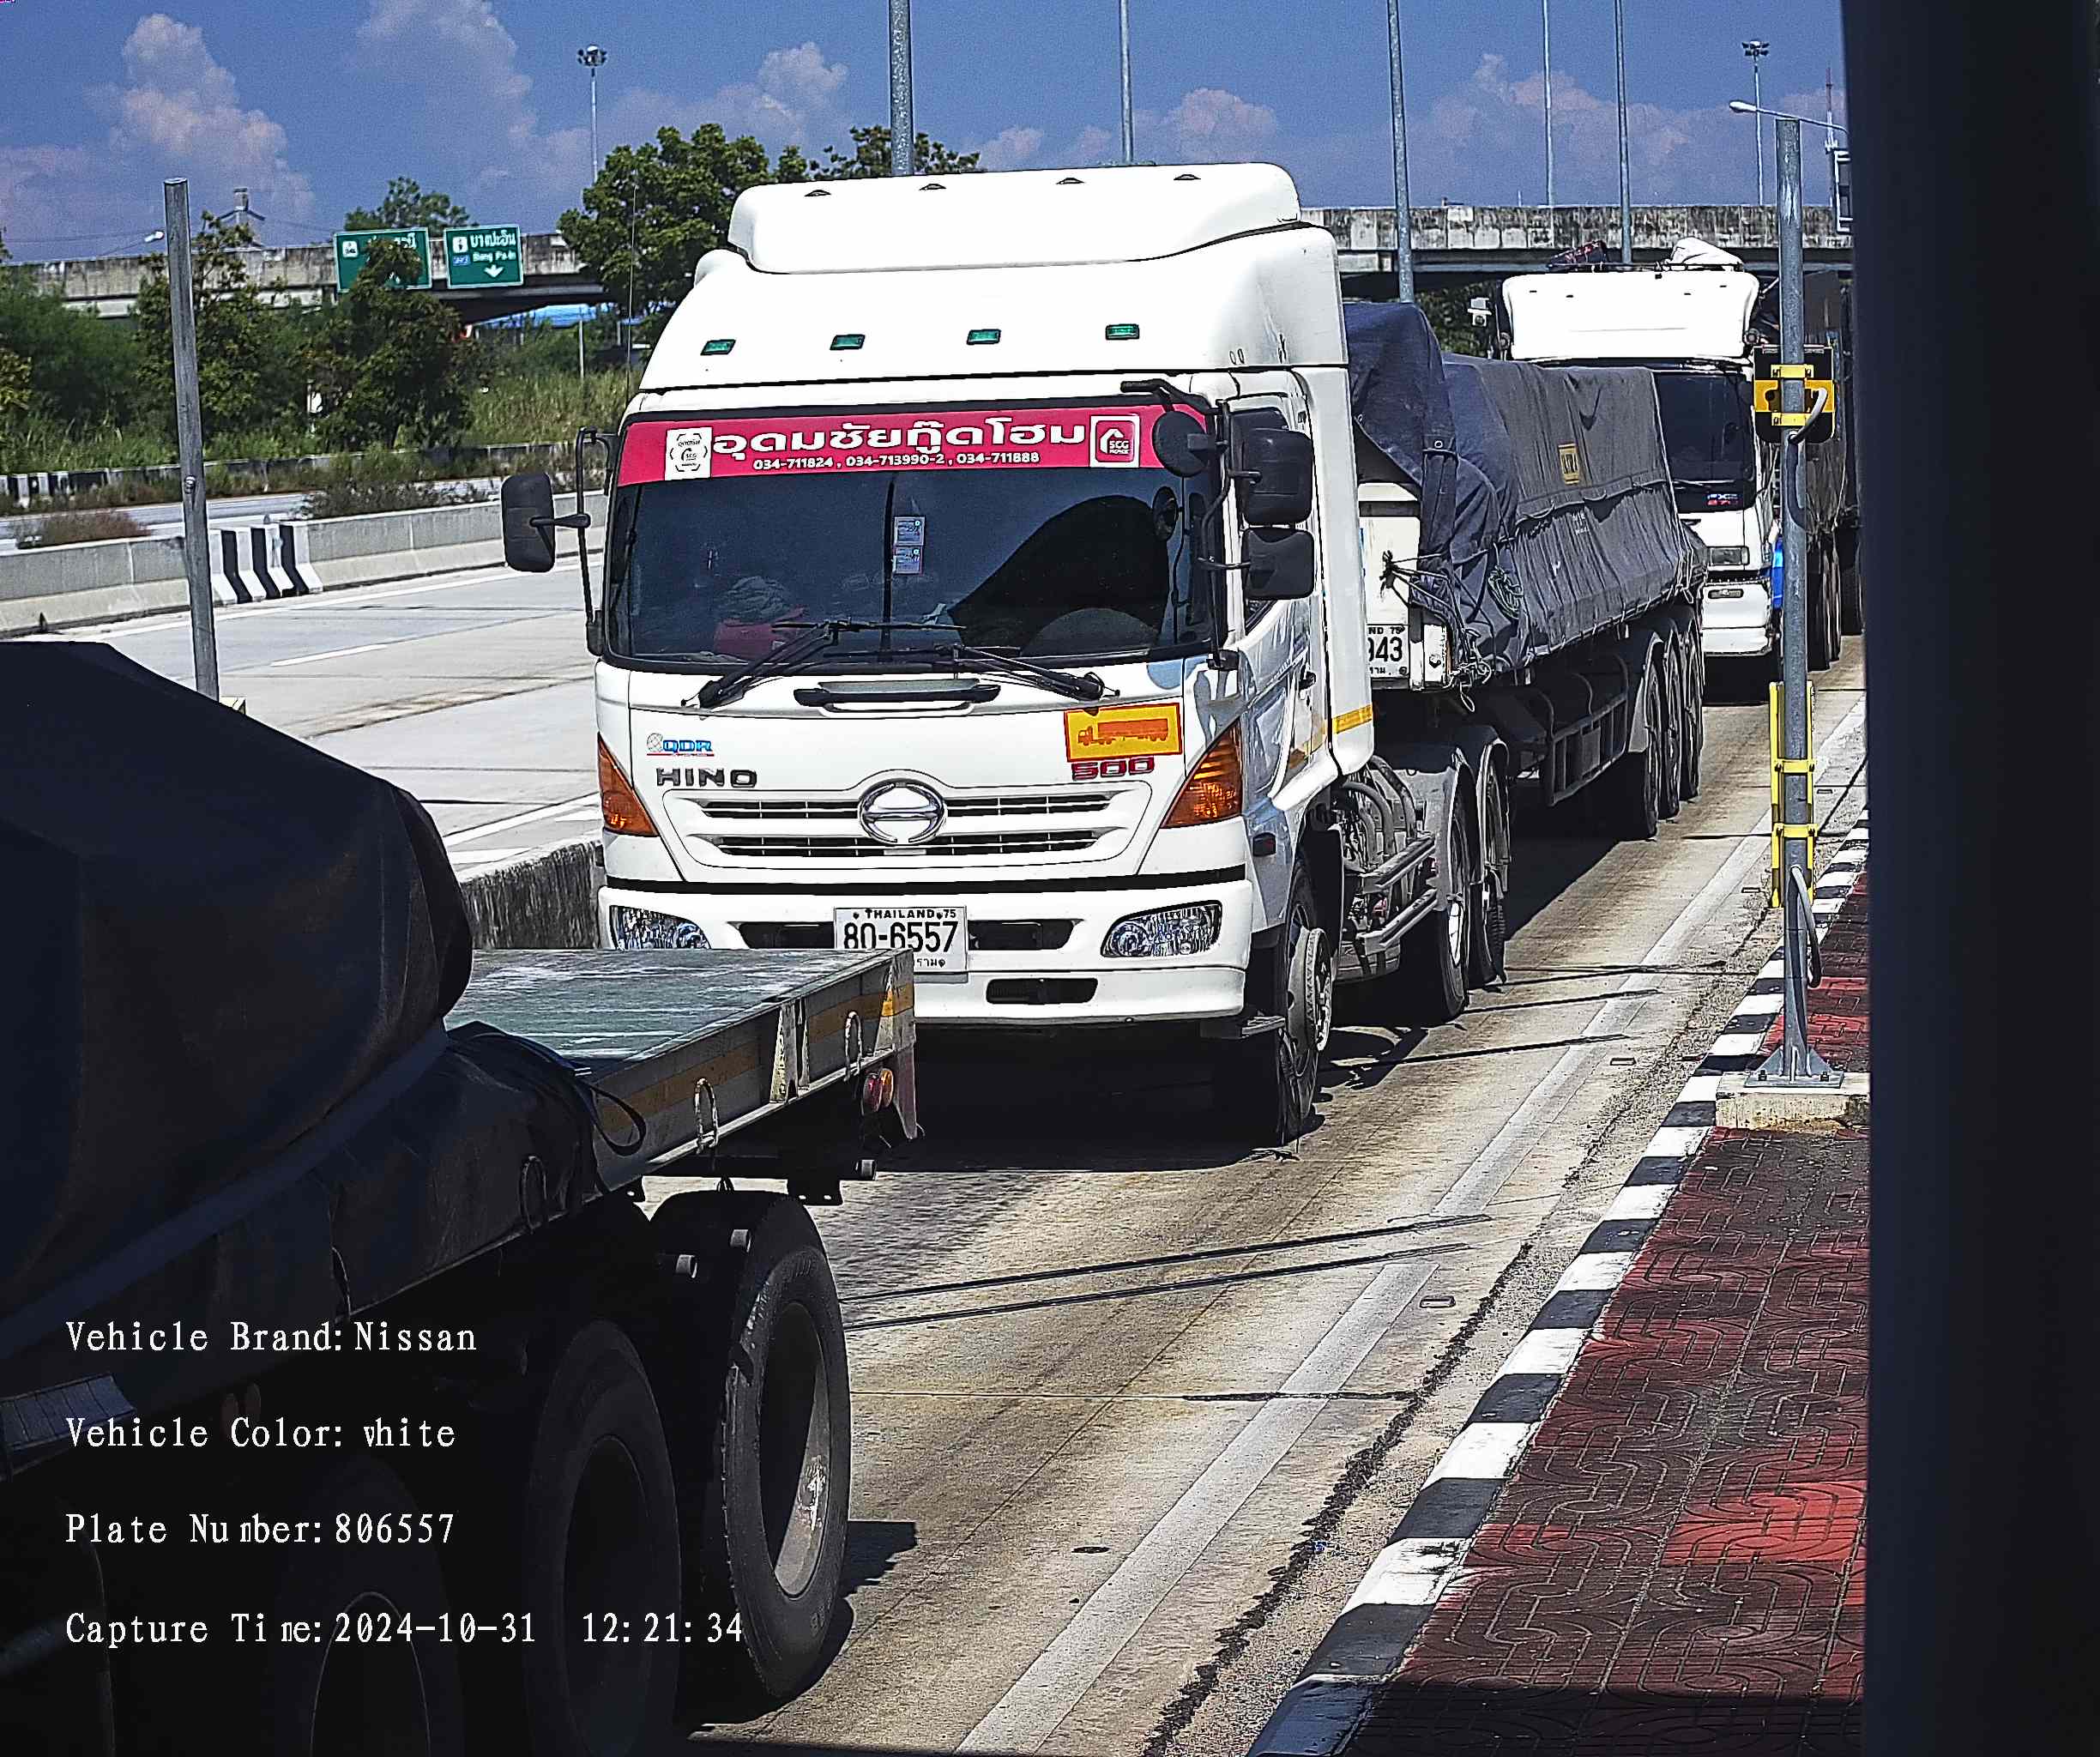 บางปะอิน
Bang Pa-In
อุดมชัยกู๊ดโฮม
SCG
HOME
034-711824 , 034-713990-2 , 034-711888
943
QDR
HINO
500
THAILAND 75
80-6557
Vehicle Brand:Nissan
Vehicle Color: white
Plate Number:806557
Capture Time:2024-10-31 12:21:34